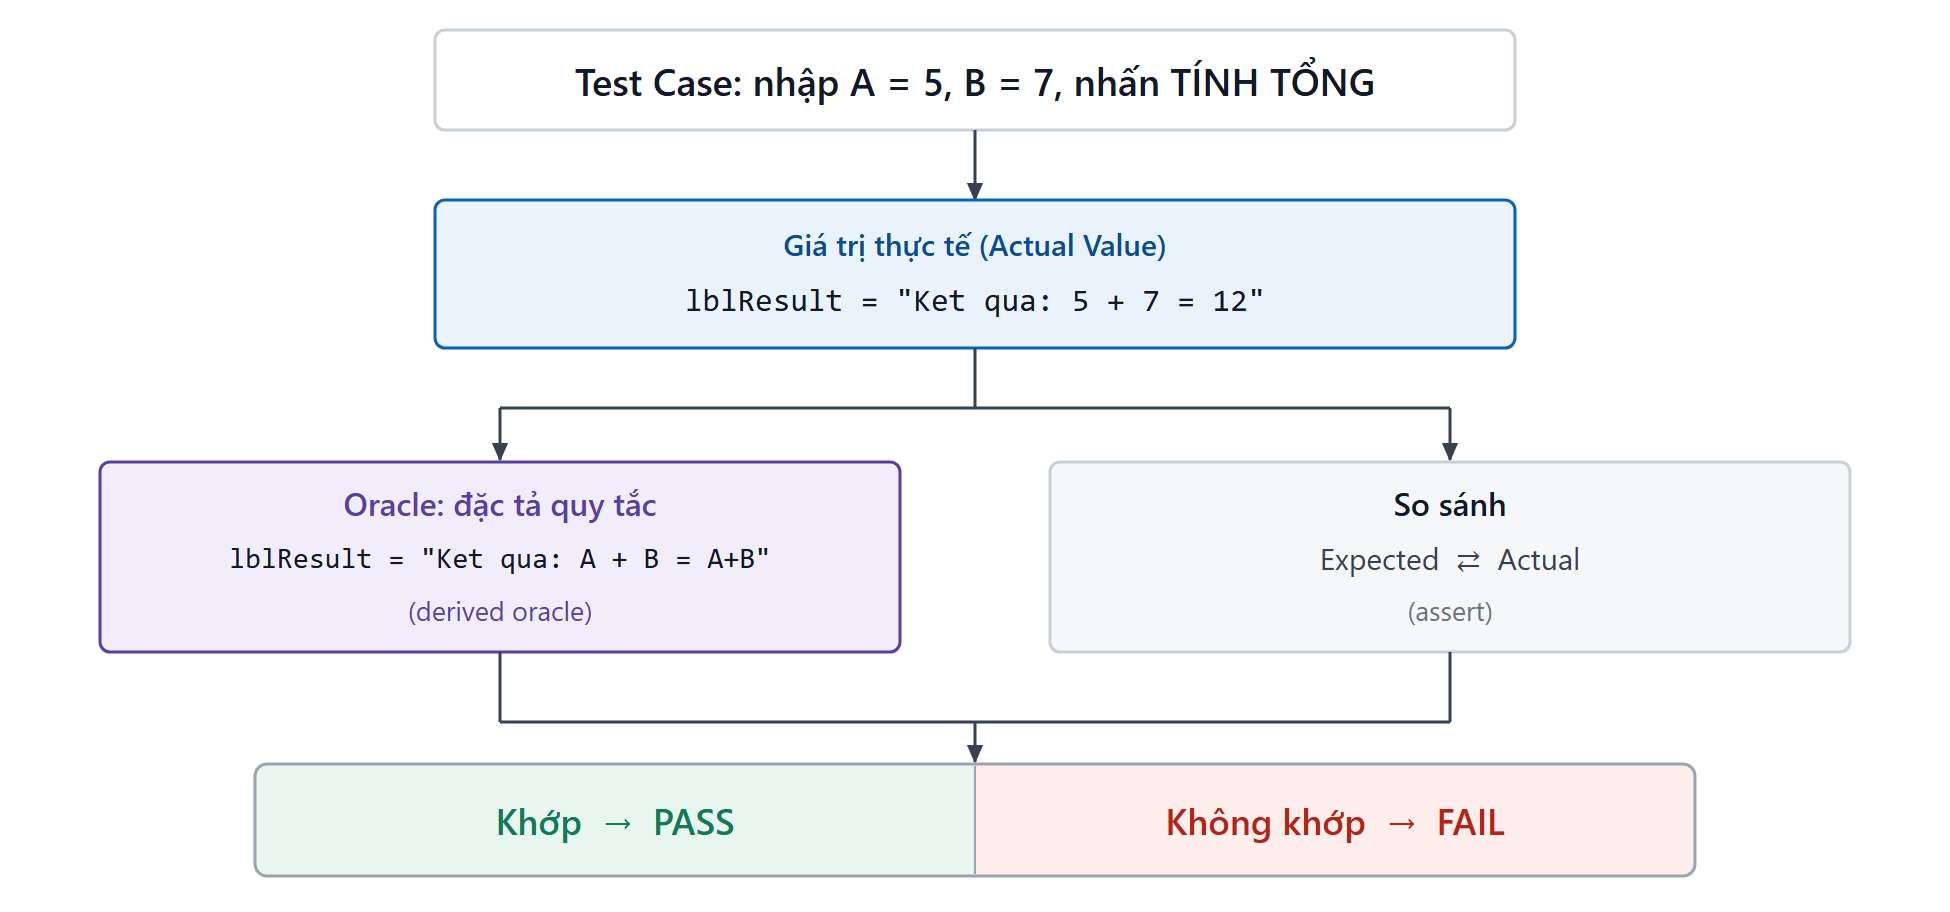 Test Case: nhập A = 5, B = 7, nhấn TÍNH TỔNG
Giá trị thực tế (Actual Value)
lblResult = "Ket qua: 5 + 7 = 12"
Oracle: đặc tả quy tắc
lblResult = "Ket qua: A + B = A+B"
(derived oracle)
So sánh
Expected ⇄ Actual
(assert)
Khớp → PASS
Không khớp → FAIL